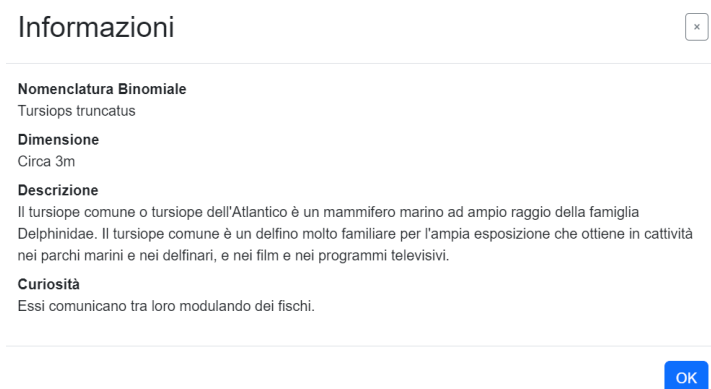 Informazioni
×
Nomenclatura Binomiale
Tursiops truncatus
Dimensione
Circa 3m
Descrizione
Il tursiope comune o tursiope dell'Atlantico è un mammifero marino ad ampio raggio della famiglia
Delphinidae. Il tursiope comune è un delfino molto familiare per l'ampia esposizione che ottiene in cattività
nei parchi marini e nei delfinari, e nei film e nei programmi televisivi.
Curiosità
Essi comunicano tra loro modulando dei fischi.
OK